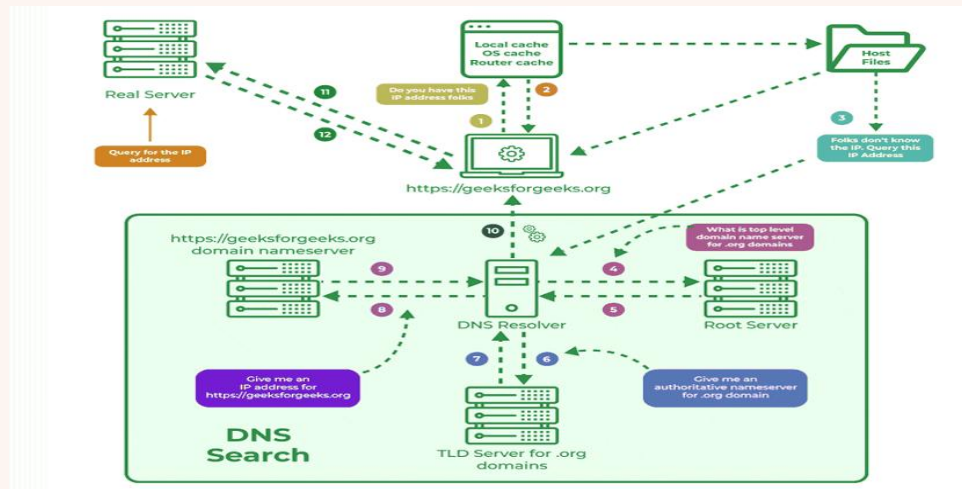 Local cache
OS cache
Router cache
Host
Files
Real Server
11
12
Do you have this
IP address folks
1
2
3
Query for the IP
address
Folks don't know
the IP. Query this
IP Address
https://geeksforgeeks.org
https://geeksforgeeks.org
domain nameserver
10
What is top level
domain name server
for .org domains
9
8
4
5
DNS Resolver
Root Server
7
6
Give me an
IP address for
https://geeksforgeeks.org
Give me an
authoritative nameserver
for .org domain
DNS
Search
TLD Server for .org
domains